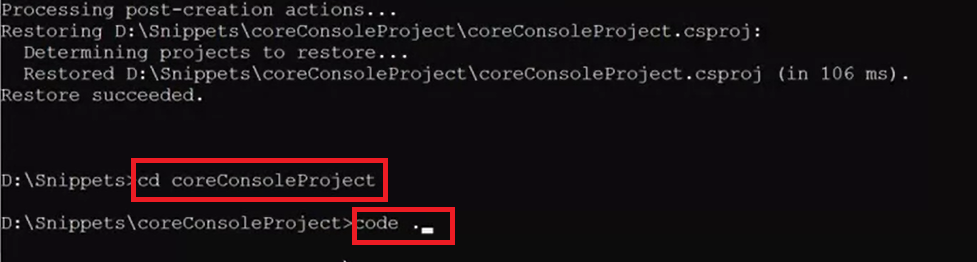 Processing post-creation actions...
Restoring D:\Snippets\coreConsoleProject\coreConsoleProject.csproj:
  Determining projects to restore...
  Restored D:\Snippets\coreConsoleProject\coreConsoleProject.csproj (in 106 ms).
Restore succeeded.
D:\Snippets>cd coreConsoleProject
D:\Snippets\coreConsoleProject>code ._